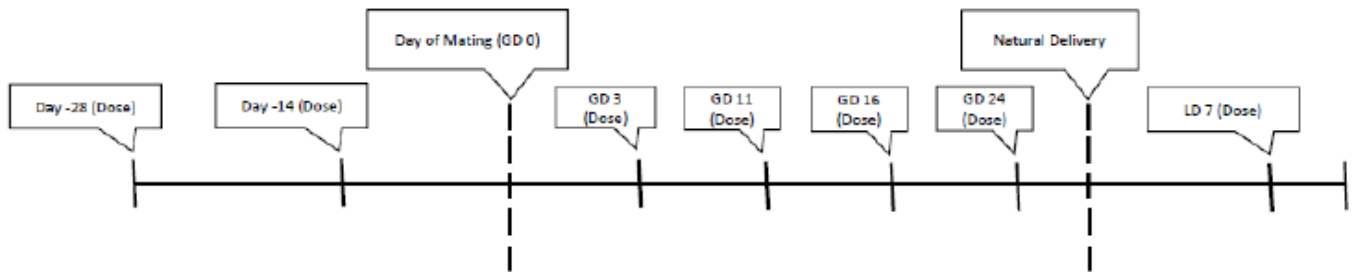 Day of Mating (GD 0)
Natural Delivery
Day -28 (Dose)
Day -14 (Dose)
GD 3
(Dose)
GD 11
(Dose)
GD 16
(Dose)
GD 24
(Dose)
LD 7 (Dose)